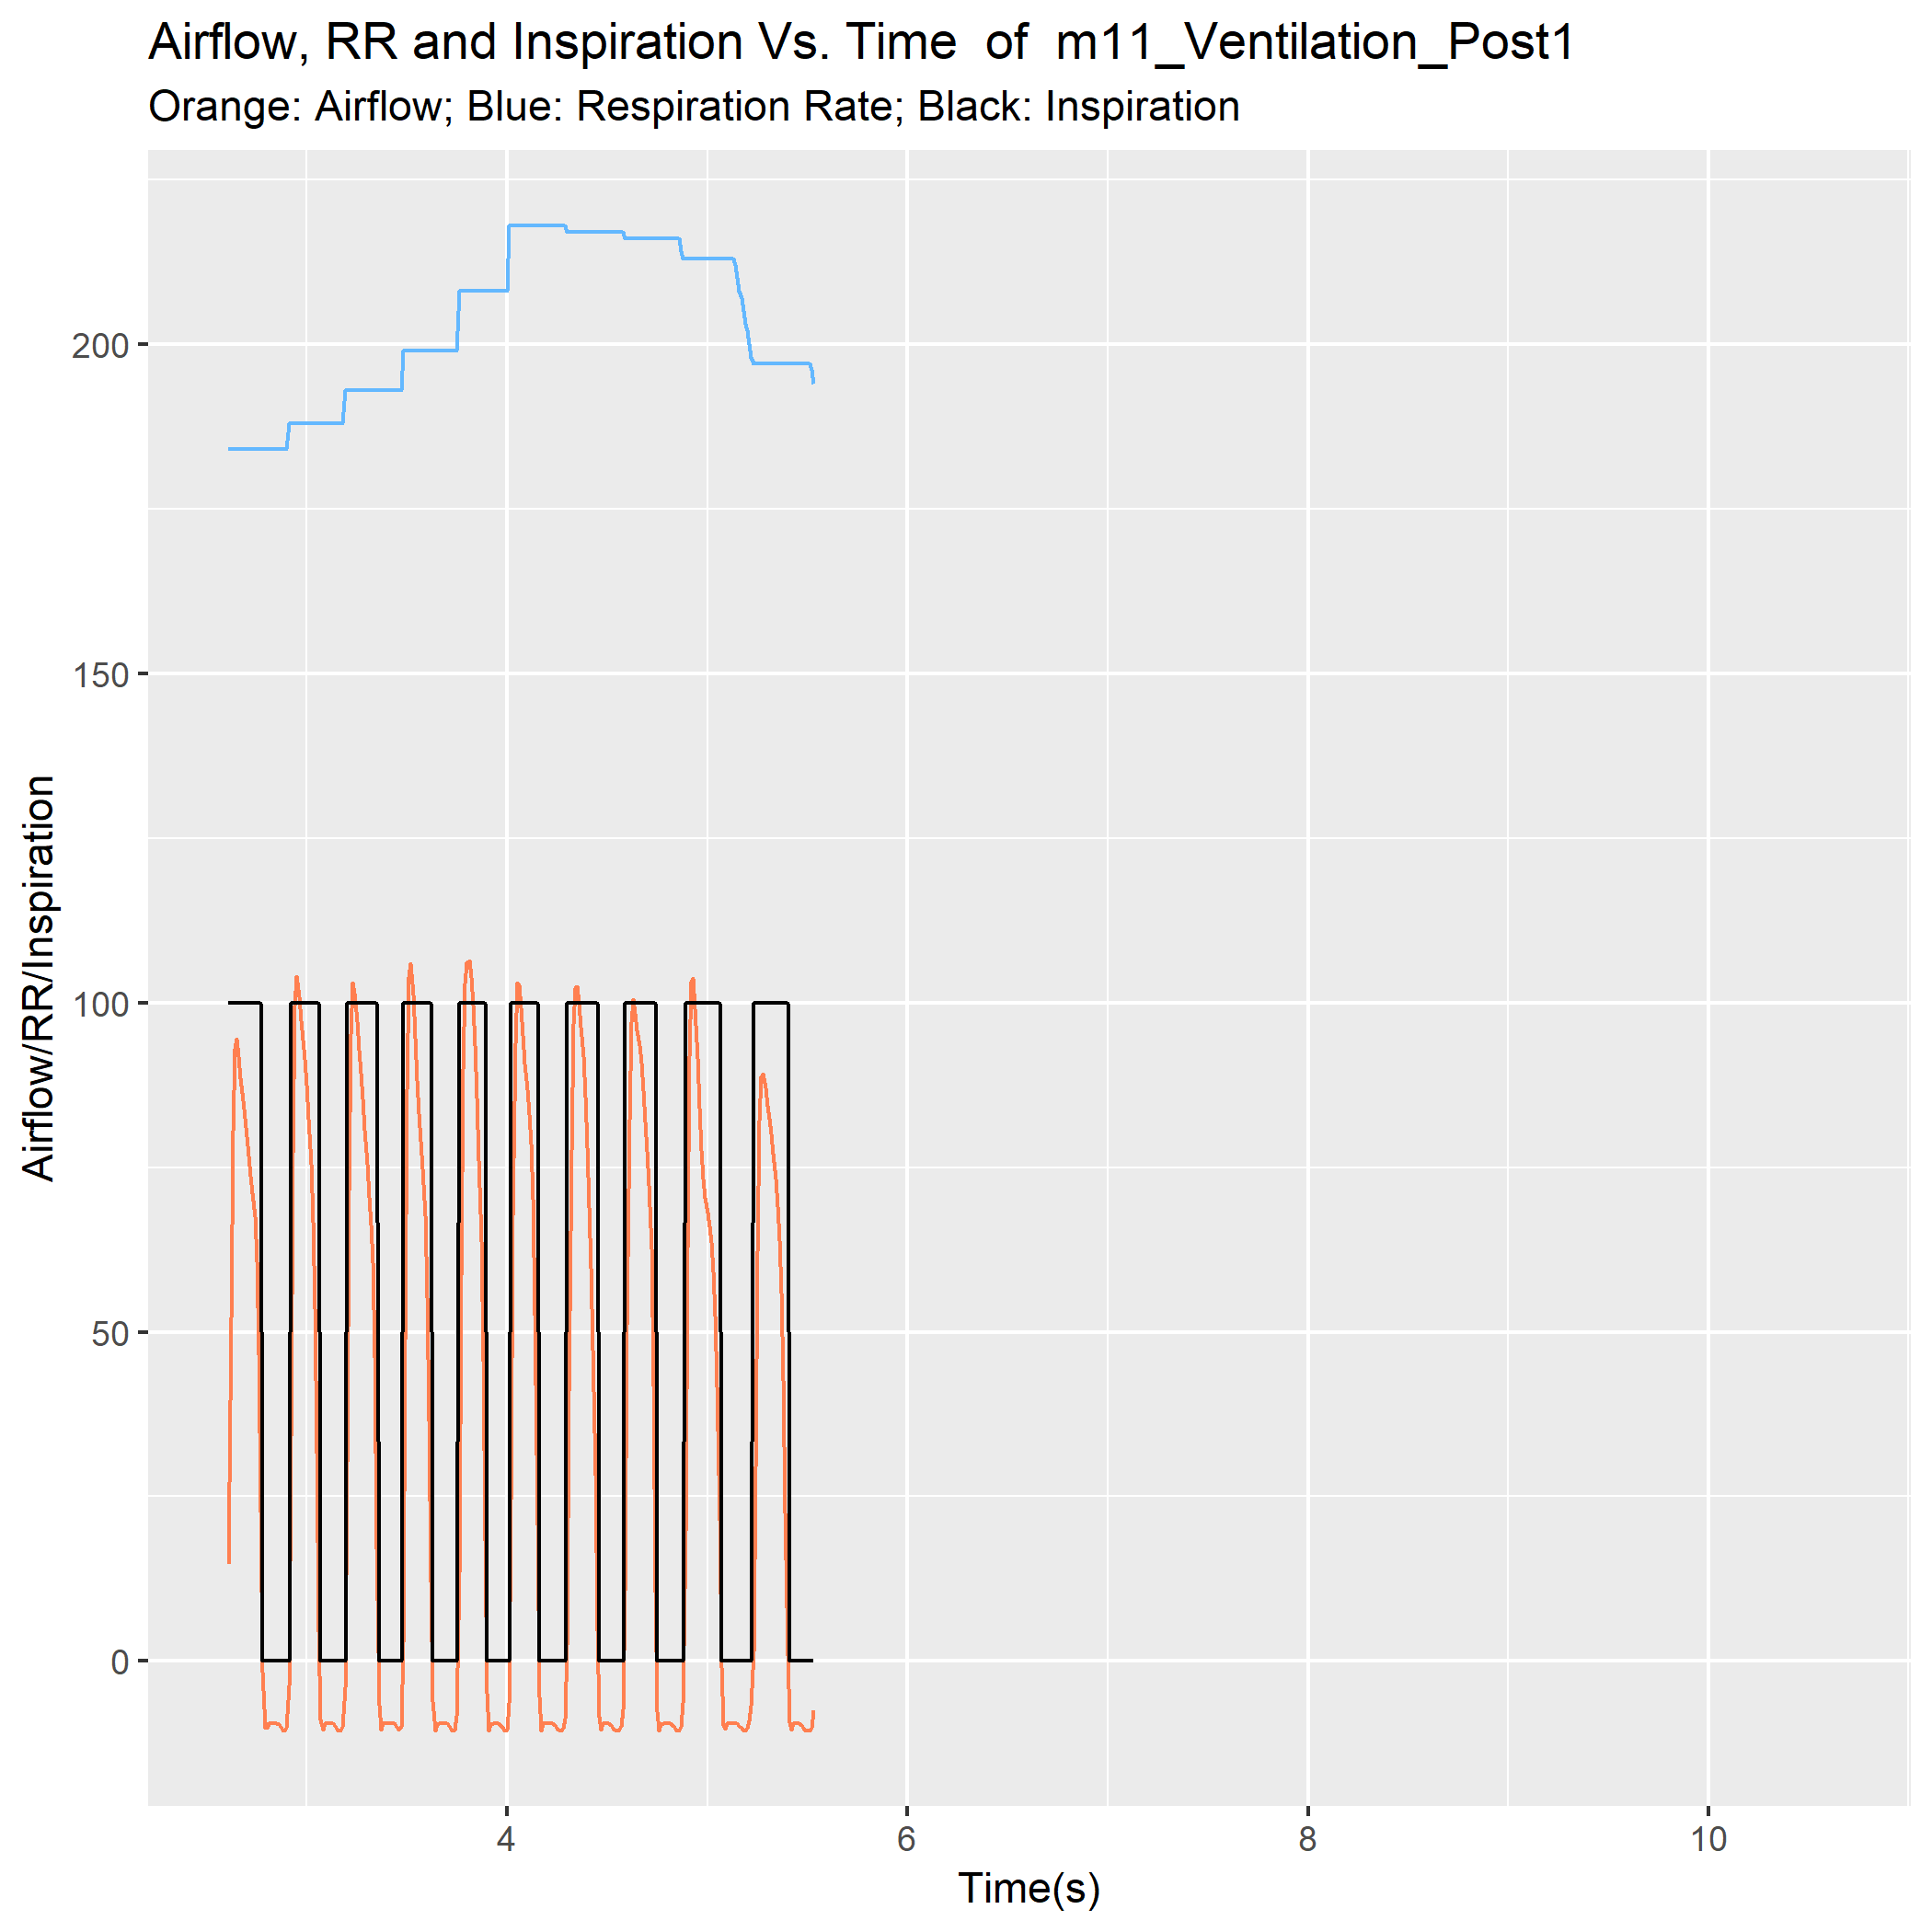 Airflow, RR and Inspiration Vs. Time  of  m11_Ventilation_Post1
Orange: Airflow; Blue: Respiration Rate; Black: Inspiration
Airflow/RR/Inspiration
200
150
100
50
0
4
6
8
10
Time(s)